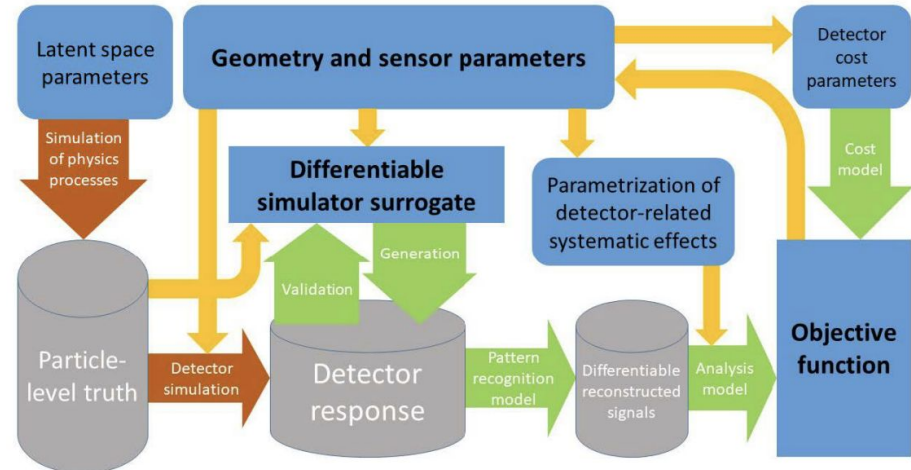 Latent space
parameters
Geometry and sensor parameters
Detector
cost
parameters
Simulation
of physics
processes
Differentiable
simulator surrogate
Parametrization of
detector-related
systematic effects
Cost
model
Validation
Generation
Particle-
level truth
Detector
simulation
Detector
response
Pattern
recognition
model
Differentiable
reconstructed
signals
Analysis
model
Objective
function